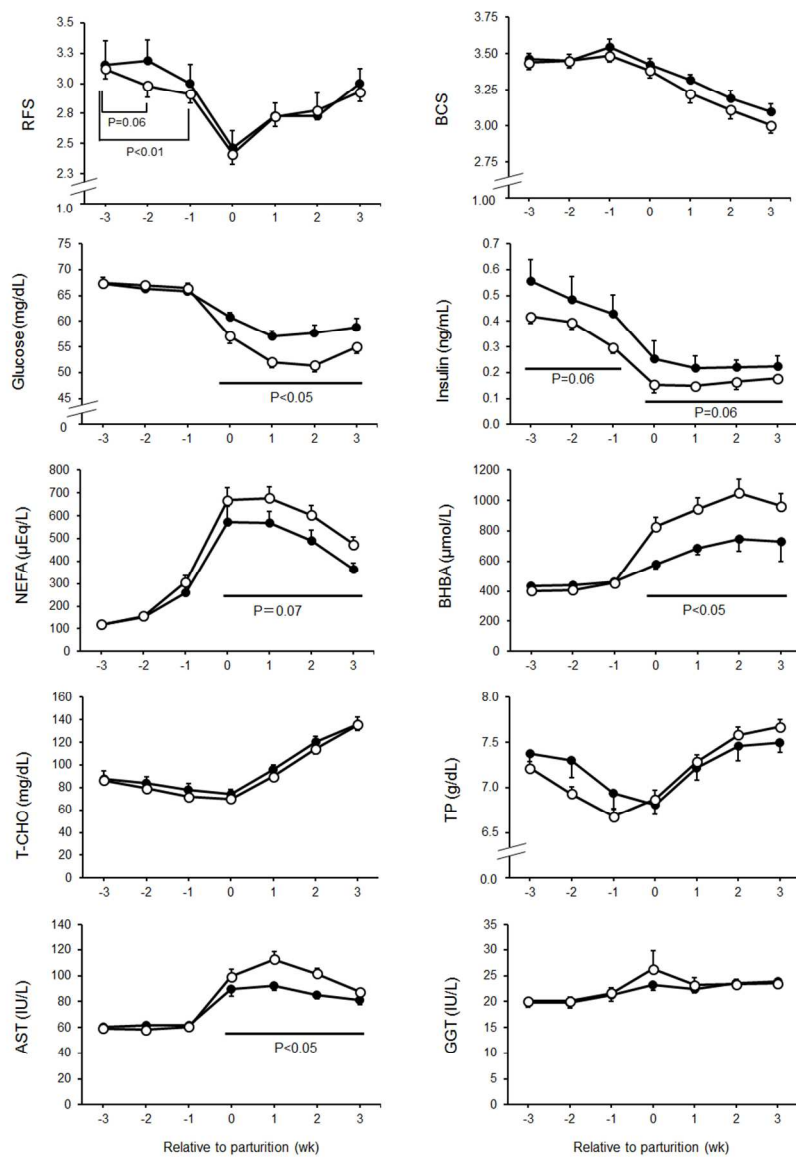 RFS
3.5
3.3
3.0
2.8
2.5
2.3
1.0
P=0.06
P<0.01
-3 -2 -1 0 1 2 3
BCS
3.75
3.50
3.25
3.00
2.75
1.00
-3 -2 -1 0 1 2 3
Glucose (mg/dL)
75
70
65
60
55
50
45
0
P<0.05
-3 -2 -1 0 1 2 3
Insulin (ng/mL)
0.7
0.6
0.5
0.4
0.3
0.2
0.1
0.0
P=0.06
P=0.06
-3 -2 -1 0 1 2 3
NEFA (µEq/L)
800
700
600
500
400
300
200
100
0
P=0.07
-3 -2 -1 0 1 2 3
BHBA (µmol/L)
1200
1000
800
600
400
200
0
P<0.05
-3 -2 -1 0 1 2 3
T-CHO (mg/dL)
160
140
120
100
80
60
40
20
0
-3 -2 -1 0 1 2 3
TP (g/dL)
8.0
7.5
7.0
6.5
0.0
-3 -2 -1 0 1 2 3
AST (IU/L)
140
120
100
80
60
40
20
0
P<0.05
-3 -2 -1 0 1 2 3
Relative to parturition (wk)
GGT (IU/L)
35
30
25
20
15
10
5
0
-3 -2 -1 0 1 2 3
Relative to parturition (wk)